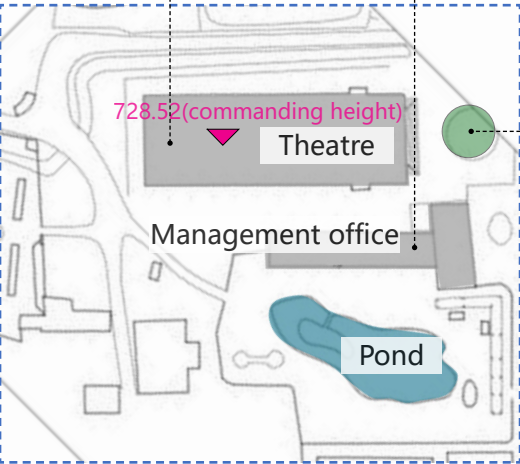 728.52(commanding height)
Theatre
Management office
Pond